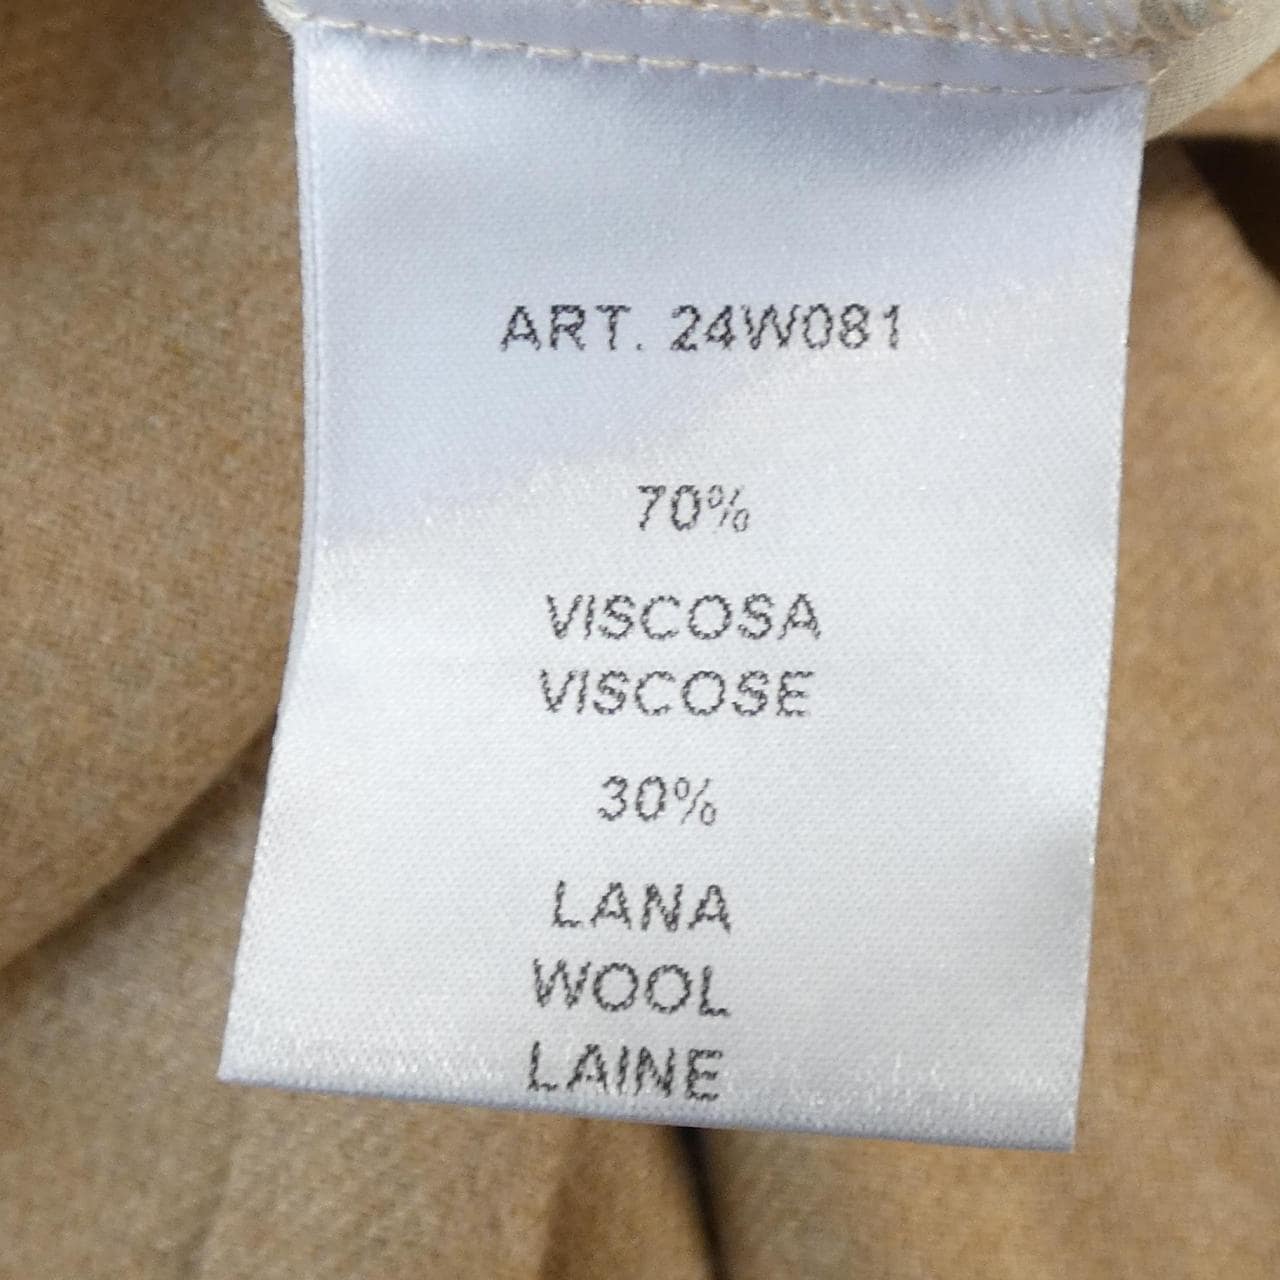 ART. 24W081
70%
VISCOSA
VISCOSE
30%
LANA
WOOL
LAINE